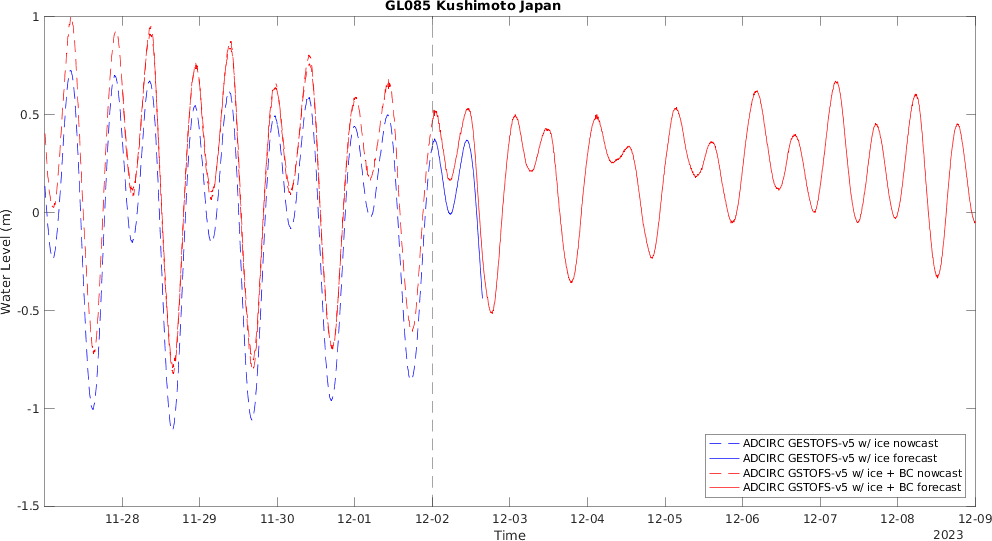 GL085 Kushimoto Japan
Water Level (m)
1
0.5
0
-0.5
-1
-1.5
11-28 11-29 11-30 12-01 12-02 12-03 12-04 12-05 12-06 12-07 12-08 12-09
Time
2023
ADCIRC GESTOFS-v5 w/ ice nowcast
ADCIRC GESTOFS-v5 w/ ice forecast
ADCIRC GSTOFS-v5 w/ ice + BC nowcast
ADCIRC GSTOFS-v5 w/ ice + BC forecast